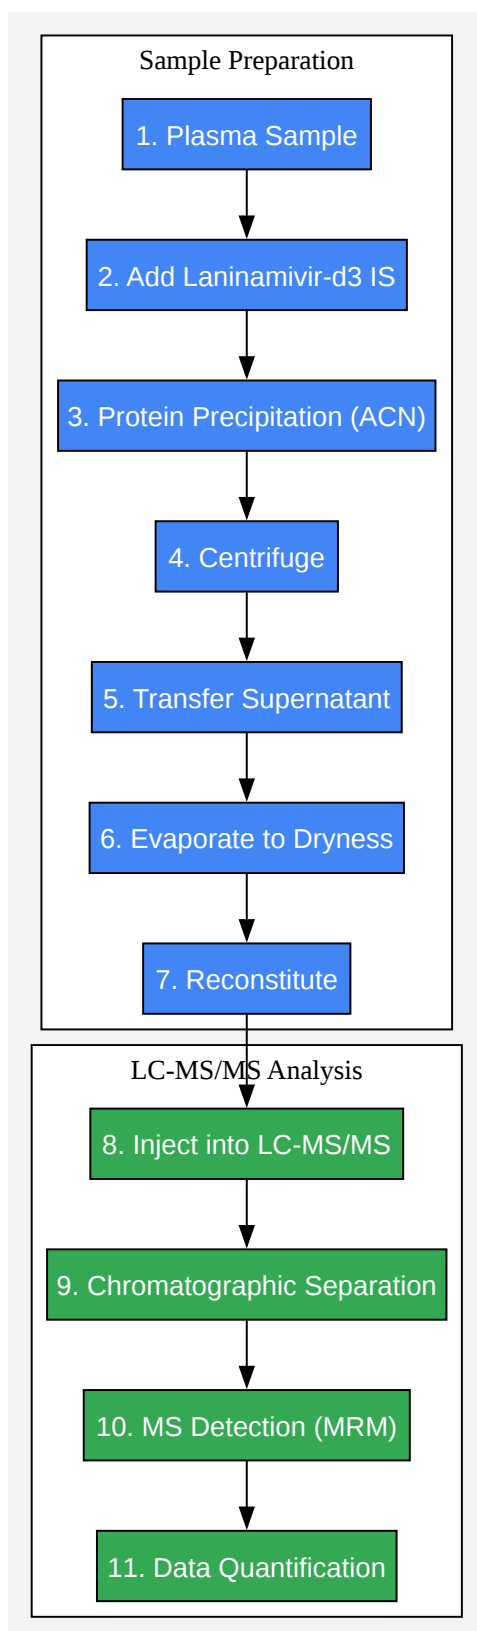 Sample Preparation
1. Plasma Sample
2. Add Laninamivir-d3 IS
3. Protein Precipitation (ACN)
4. Centrifuge
5. Transfer Supernatant
6. Evaporate to Dryness
7. Reconstitute
LC-MS/MS Analysis
8. Inject into LC-MS/MS
9. Chromatographic Separation
10. MS Detection (MRM)
11. Data Quantification